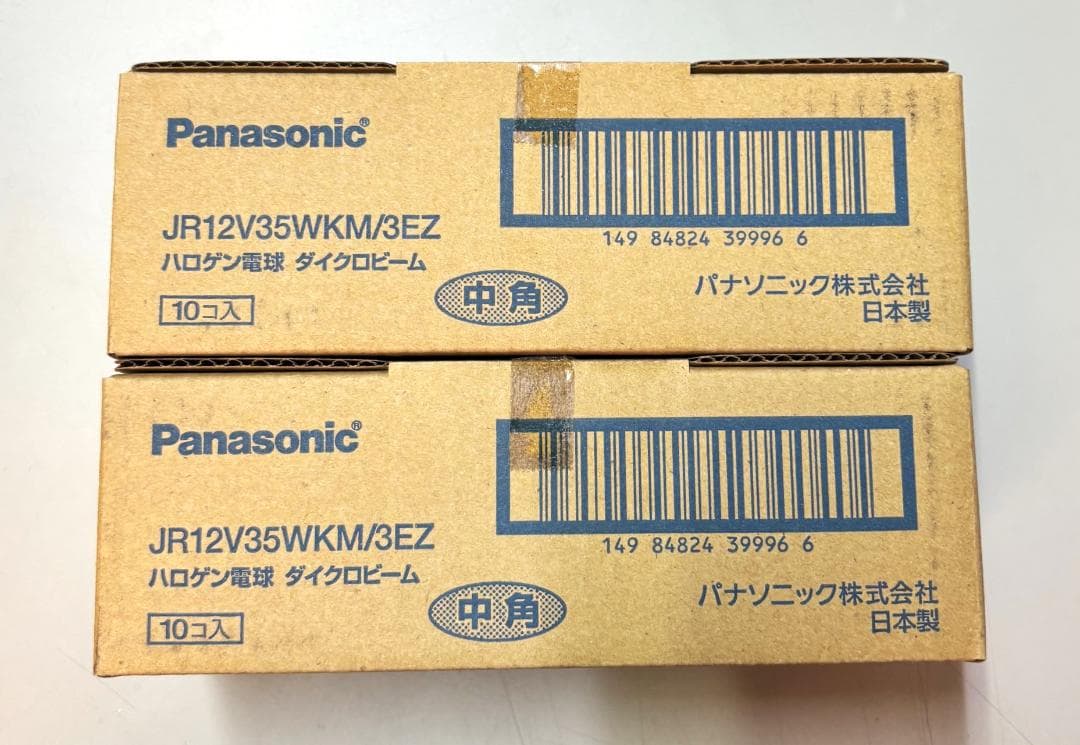 Panasonic®
JR12V35WKM/3EZ
ハロゲン電球 ダイクロビーム
10コ入
中角
149 84824 39996 6
パナソニック株式会社
日本製
Panasonic®
JR12V35WKM/3EZ
ハロゲン電球 ダイクロビーム
10コ入
中角
149 84824 39996 6
パナソニック株式会社
日本製